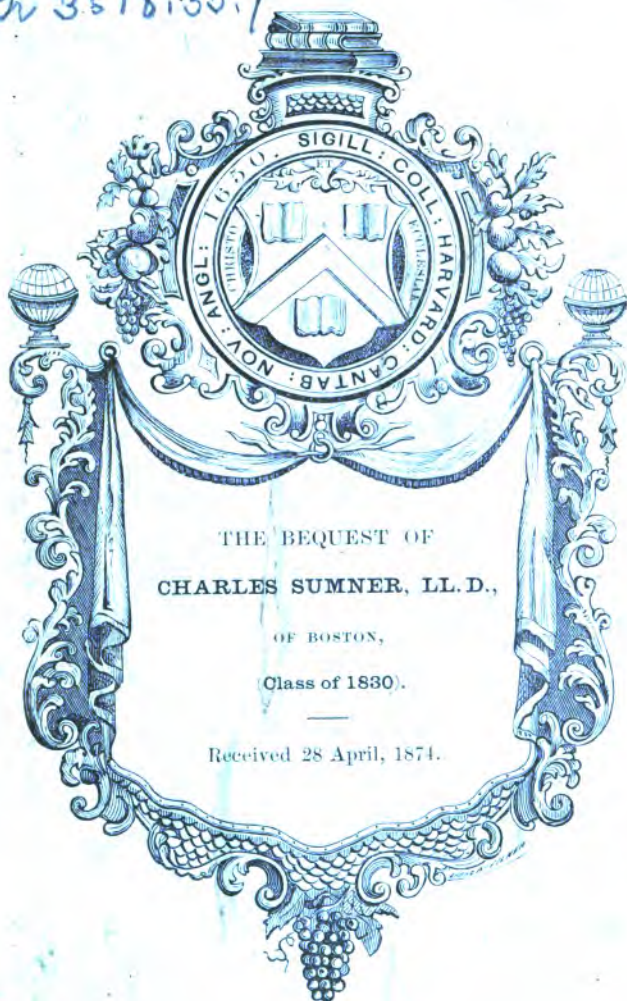 SIGILL: COLL: HARVARD: CANTAB: NOV: ANGL: 1650.
ET
CHRISTO
ECCLESIAE
THE BEQUEST OF
CHARLES SUMNER, LL.D.,
OF BOSTON,
(Class of 1830).
Received 28 April, 1874.